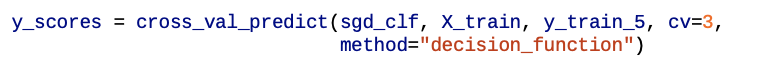 y_scores = cross_val_predict(sgd_clf, X_train, y_train_5, cv=3,
                             method="decision_function")